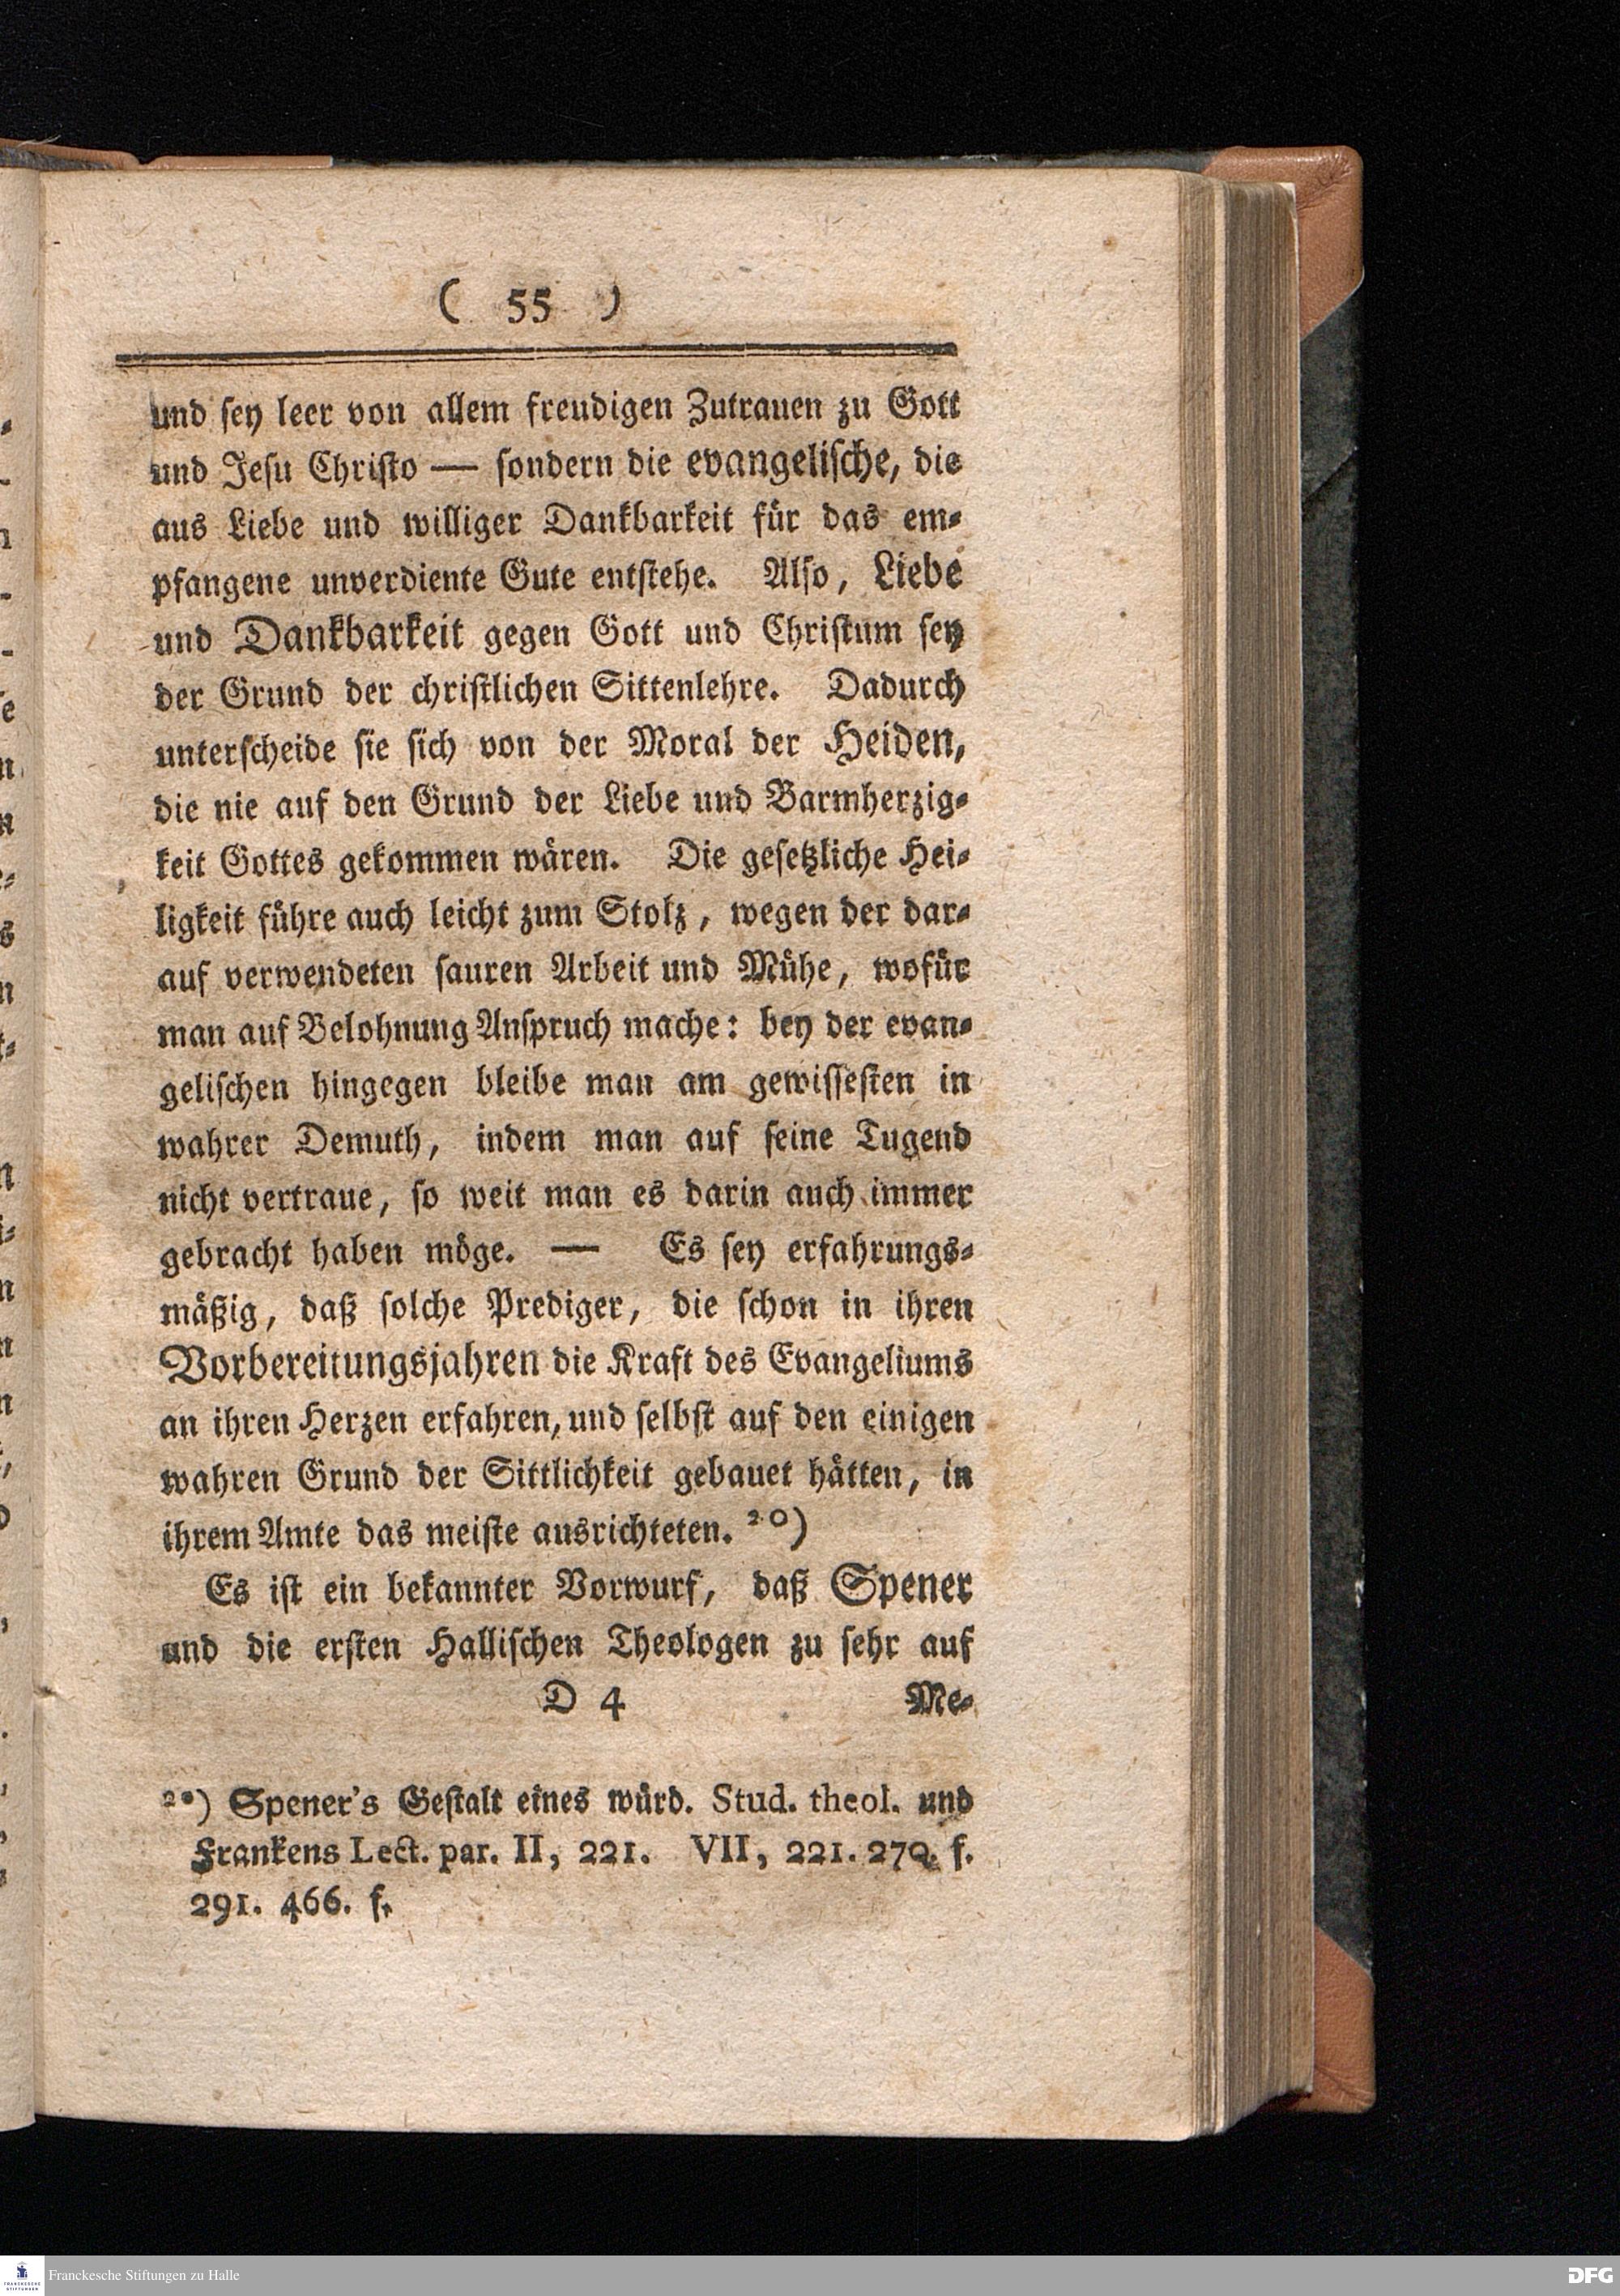 ( 55 )
und sey leer von allem freudigen Zutrauen zu Gott
und Jesu Christo — sondern die evangelische, die
aus Liebe und williger Dankbarkeit für das em-
pfangene unverdiente Gute entstehe. Also, Liebe
und Dankbarkeit gegen Gott und Christum sey
der Grund der christlichen Sittenlehre. Dadurch
unterscheide sie sich von der Moral der Heiden,
die nie auf den Grund der Liebe und Barmherzig-
keit Gottes gekommen wären. Die gesetzliche Hei-
ligkeit führe auch leicht zum Stolz, wegen der dar-
auf verwendeten sauren Arbeit und Mühe, wofür
man auf Belohnung Anspruch mache: bey der evan-
gelischen hingegen bleibe man am gewissesten in
wahrer Demuth, indem man auf seine Tugend
nicht vertraue, so weit man es darin auch immer
gebracht haben möge. — Es sey erfahrungs-
mäßig, daß solche Prediger, die schon in ihren
Vorbereitungsjahren die Kraft des Evangeliums
an ihren Herzen erfahren, und selbst auf den einigen
wahren Grund der Sittlichkeit gebauet hätten, in
ihrem Amte das meiste ausrichteten. 20)
Es ist ein bekannter Vorwurf, daß Spener
und die ersten Hallischen Theologen zu sehr auf
D 4 Me-
20) Spener's Gestalt eines würd. Stud. theol. und
Frankens Lect. par. II, 221. VII, 221. 270. f.
291. 466. f.
FRANCKESCHE STIFTUNGEN
Franckesche Stiftungen zu Halle
DFG